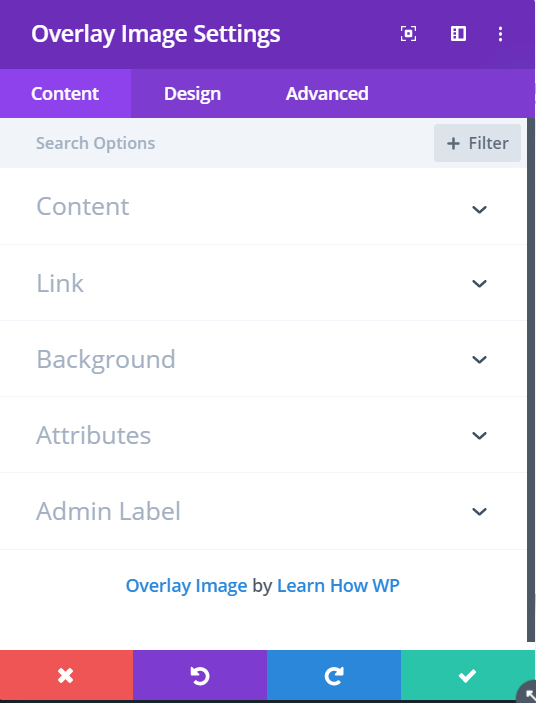 Overlay Image Settings
Content Design Advanced
Search Options + Filter
Content
Link
Background
Attributes
Admin Label
Overlay Image by Learn How WP